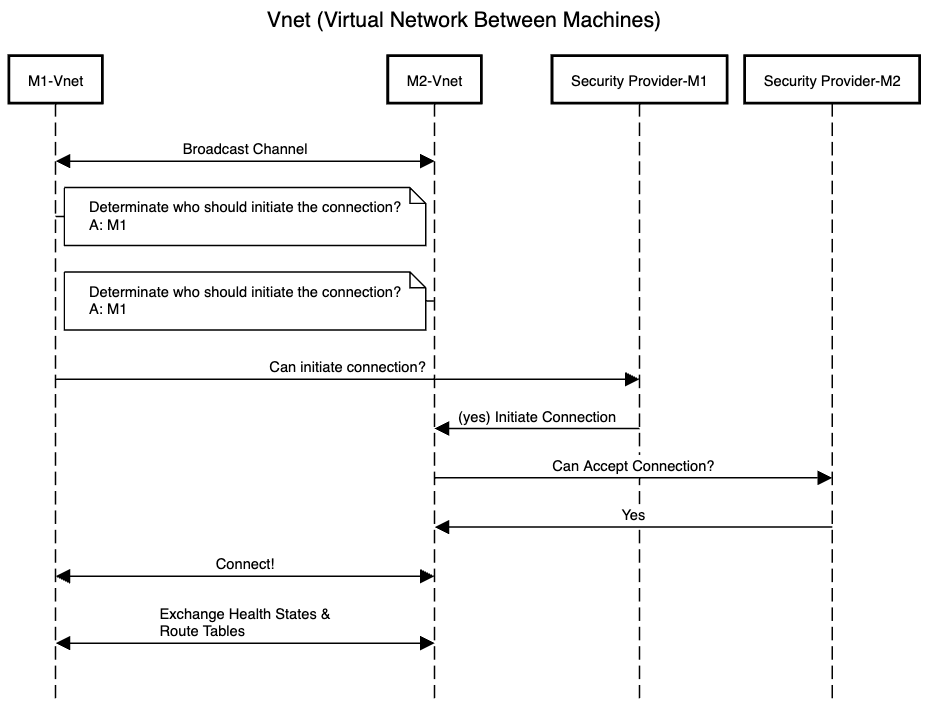 Vnet (Virtual Network Between Machines)
M1-Vnet
M2-Vnet
Security Provider-M1
Security Provider-M2
Broadcast Channel
Determinate who should initiate the connection?
A: M1
Determinate who should initiate the connection?
A: M1
Can initiate connection?
(yes) Initiate Connection
Can Accept Connection?
Yes
Connect!
Exchange Health States &
Route Tables